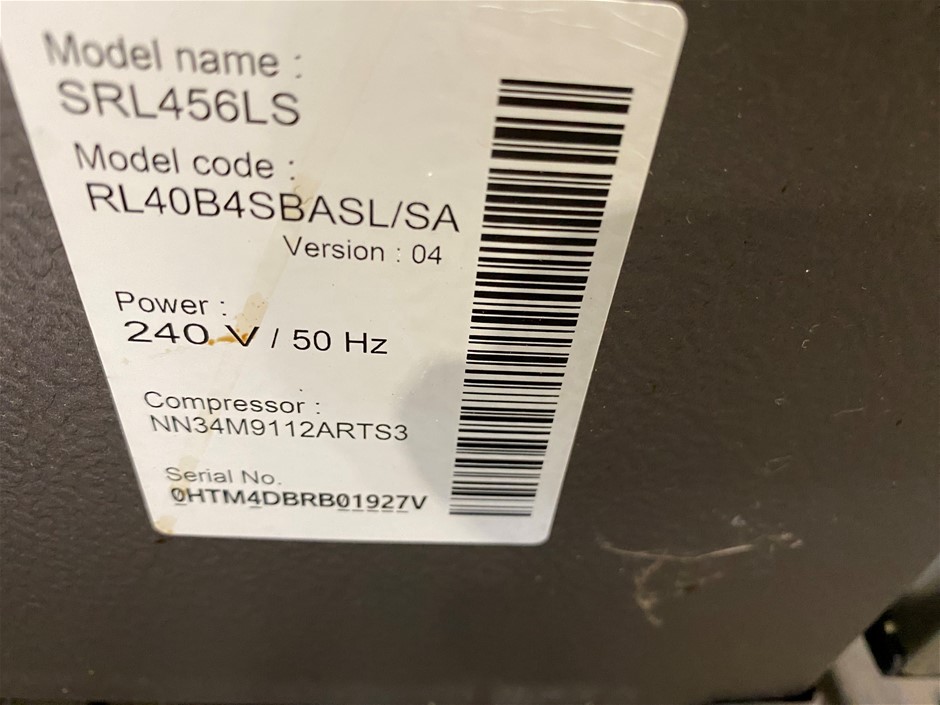 Model name :
SRL456LS
Model code :
RL40B4SBASL/SA
Version : 04
Power :
240 V / 50 Hz
Compressor :
NN34M9112ARTS3
Serial No.
0HTM4DBRB01927V